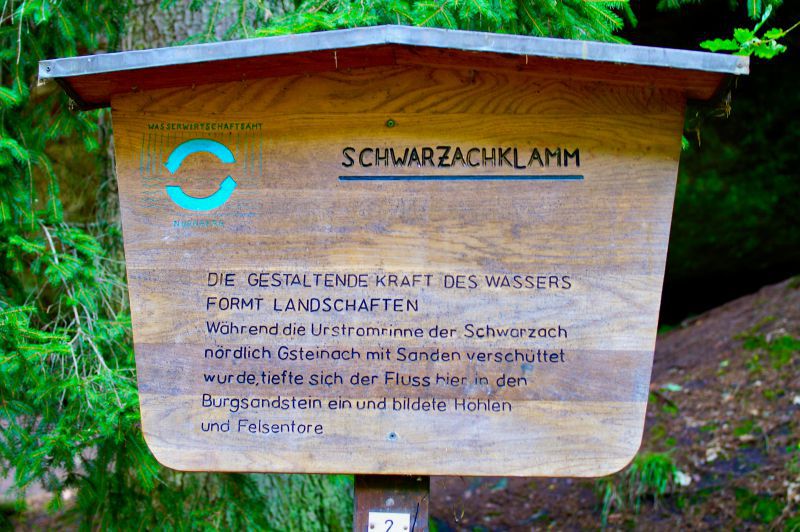 WASSERWIRTSCHAFTSAMT
NÜRNBERG
SCHWARZACHKLAMM
DIE GESTALTENDE KRAFT DES WASSERS
FORMT LANDSCHAFTEN
Während die Urstromrinne der Schwarzach
nördlich Gsteinach mit Sanden verschüttet
wurde, tiefte sich der Fluss hier in den
Burgsandstein ein und bildete Höhlen
und Felsentore
2